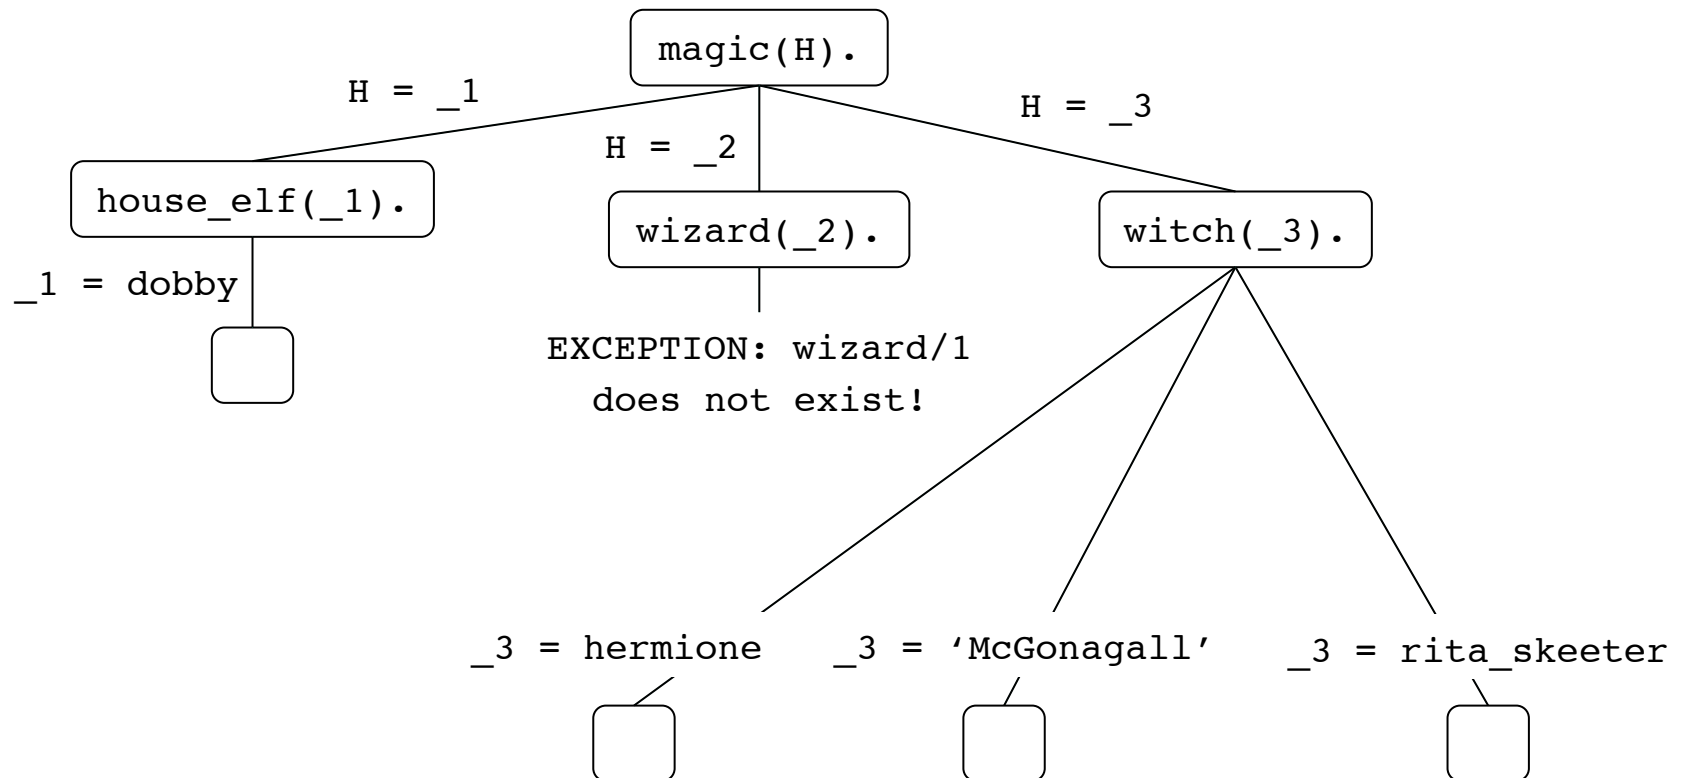 magic(H).
H = _1
H = _2
H = _3
house_elf(_1).
wizard(_2).
witch(_3).
_1 = dobby
EXCEPTION: wizard/1
does not exist!
_3 = hermione
_3 = ‘McGonagall’
_3 = rita_skeeter